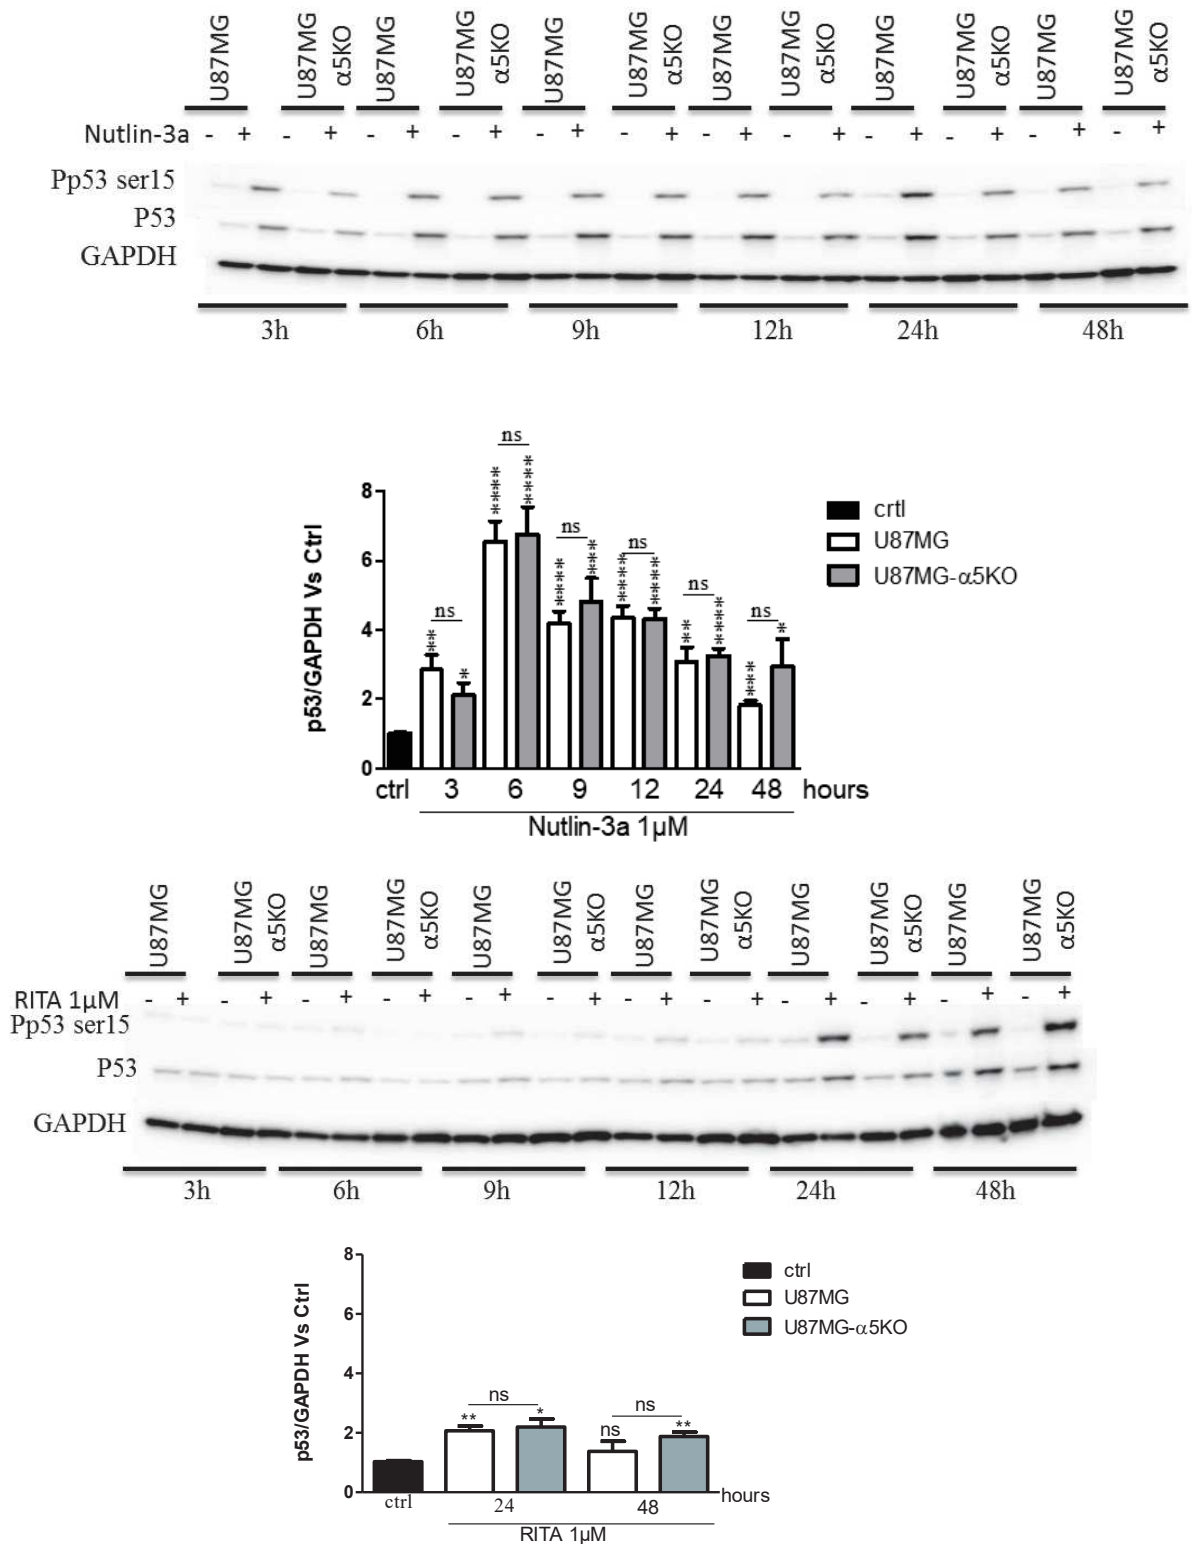 U87MG U87MG α5KO U87MG U87MG α5KO U87MG U87MG α5KO U87MG U87MG α5KO U87MG U87MG α5KO U87MG U87MG α5KO
Nutlin-3a - + - + - + - + - + - + - + - + - + - + - + - +
Pp53 ser15
P53
GAPDH
3h 6h 9h 12h 24h 48h
p53/GAPDH Vs Ctrl
8
6
4
2
0
ns ns ns ns ns ns
*** * **** **** **** *** **** **** ** **** *** *
crtl
U87MG
U87MG-α5KO
ctrl 3 6 9 12 24 48 hours
Nutlin-3a 1µM
U87MG U87MG α5KO U87MG U87MG α5KO U87MG U87MG α5KO U87MG U87MG α5KO U87MG U87MG α5KO U87MG U87MG α5KO
RITA 1µM - + - + - + - + - + - + - + - + - + - + - + - +
Pp53 ser15
P53
GAPDH
3h 6h 9h 12h 24h 48h
p53/GAPDH Vs Ctrl
8
6
4
2
0
ctrl
U87MG
U87MG-α5KO
ns ns
** * ns **
ctrl 24 48 hours
RITA 1µM